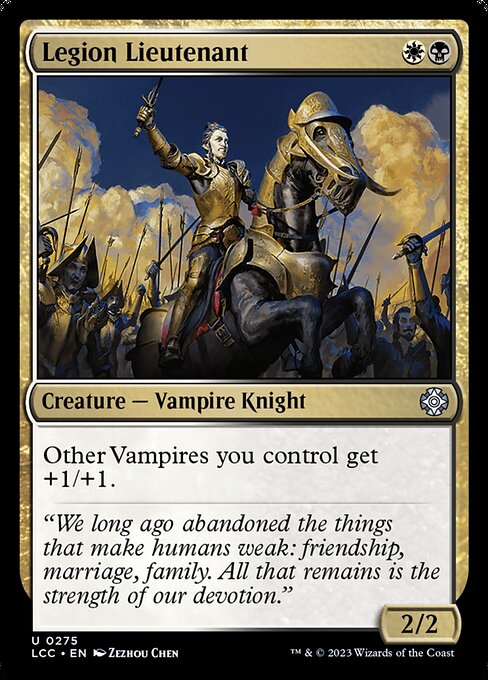 Legion Lieutenant
Creature — Vampire Knight
Other Vampires you control get
+1/+1.
“We long ago abandoned the things
that make humans weak: friendship,
marriage, family. All that remains is the
strength of our devotion.”
2/2
U 0275
LCC • EN Zezhou Chen
™ & © 2023 Wizards of the Coast